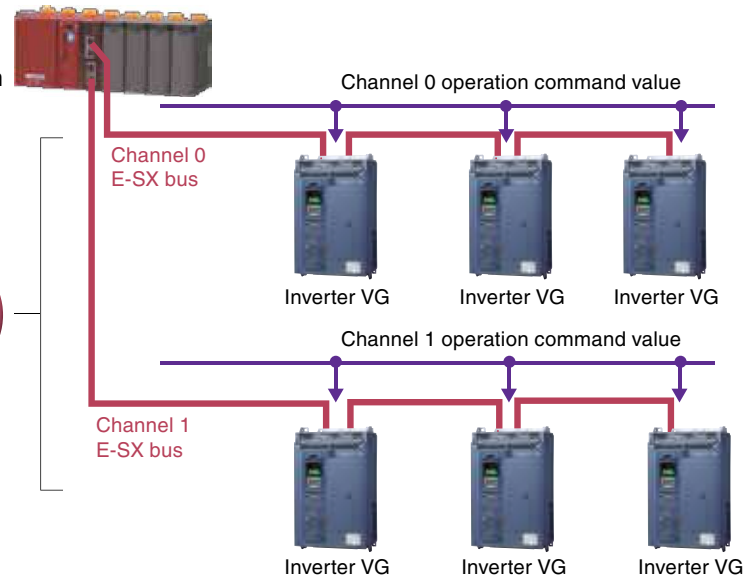 Channel 0 operation command value
Channel 0
E-SX bus
Inverter VG
Inverter VG
Inverter VG
Channel 1 operation command value
Channel 1
E-SX bus
Inverter VG
Inverter VG
Inverter VG